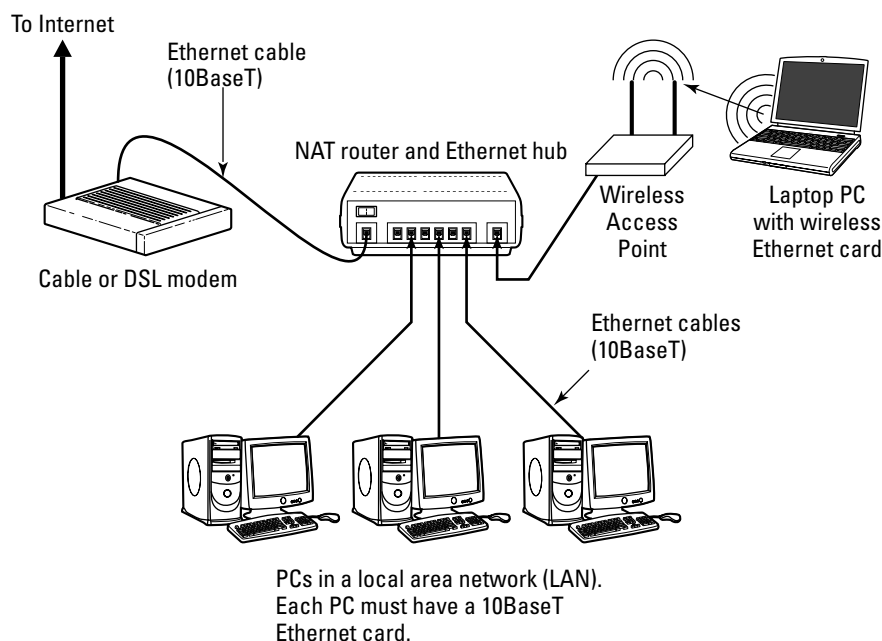 To Internet
Ethernet cable
(10BaseT)
NAT router and Ethernet hub
Cable or DSL modem
Wireless
Access
Point
Laptop PC
with wireless
Ethernet card
Ethernet cables
(10BaseT)
PCs in a local area network (LAN).
Each PC must have a 10BaseT
Ethernet card.